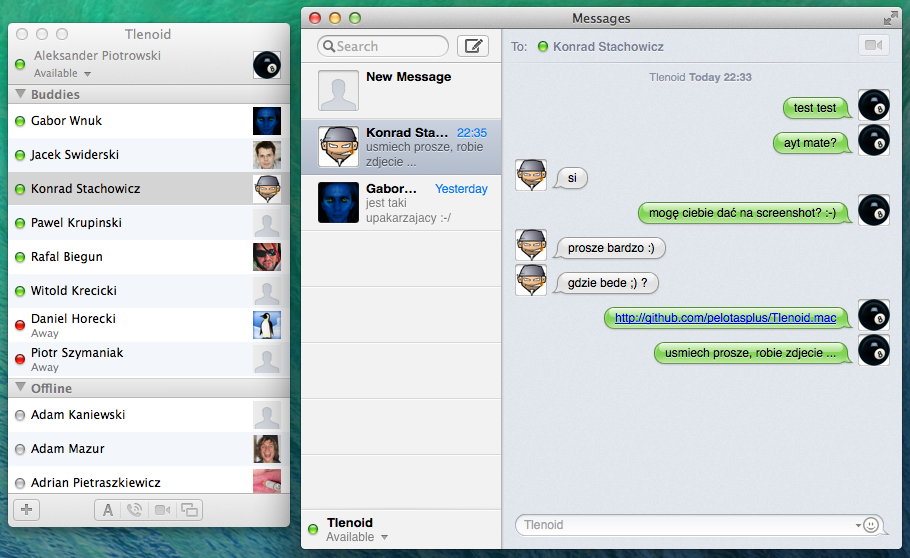 Tlenoid
Aleksander Piotrowski
Available
Buddies
Gabor Wnuk
Jacek Swiderski
Konrad Stachowicz
Pawel Krupinski
Rafal Biegun
Witold Krecicki
Daniel Horecki
Away
Piotr Szymaniak
Away
Offline
Adam Kaniewski
Adam Mazur
Adrian Pietraszkiewicz
A
Messages
Search
New Message
Konrad Sta... 22:35
usmiech prosze, robie
zdjecie ...
Gabor... Yesterday
jest taki
upakarzajacy :-/
Tlenoid
Available
To: Konrad Stachowicz
Tlenoid Today 22:33
test test
ayt mate?
si
mogę ciebie dać na screenshot? :-)
prosze bardzo :)
gdzie bede ;) ?
http://github.com/pelotasplus/Tlenoid.mac
usmiech prosze, robie zdjecie ...
Tlenoid